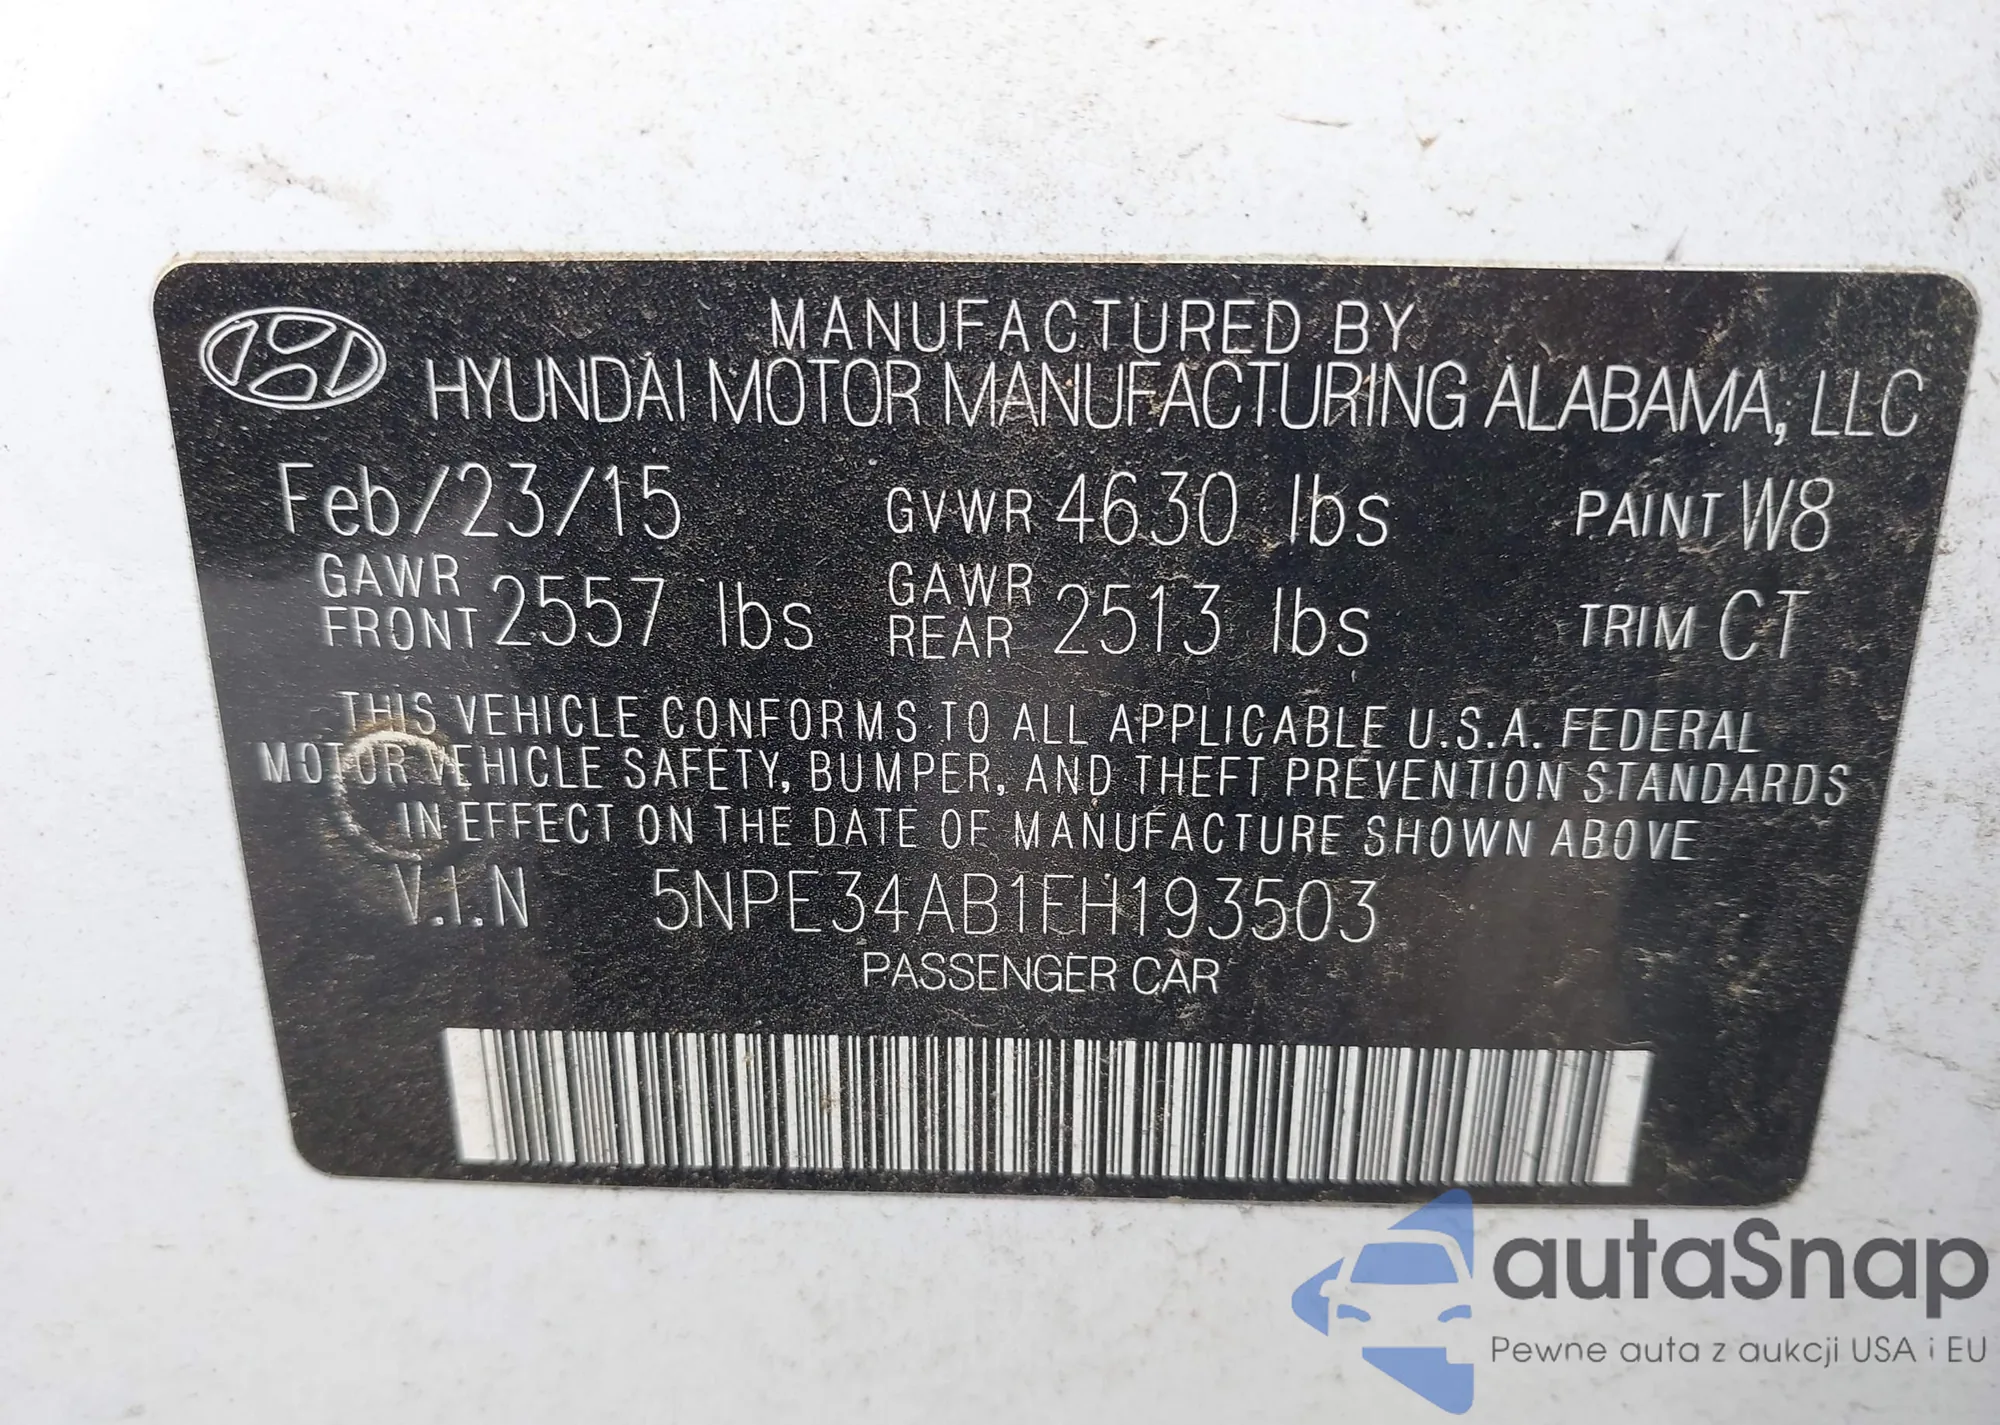 MANUFACTURED BY
HYUNDAI MOTOR MANUFACTURING ALABAMA, LLC
Feb/23/15 GVWR 4630 lbs PAINT W8
GAWR FRONT 2557 lbs GAWR REAR 2513 lbs TRIM CT
THIS VEHICLE CONFORMS TO ALL APPLICABLE U.S.A. FEDERAL
MOTOR VEHICLE SAFETY, BUMPER, AND THEFT PREVENTION STANDARDS
IN EFFECT ON THE DATE OF MANUFACTURE SHOWN ABOVE
V.I.N 5NPE34AB1FH193503
PASSENGER CAR
autaSnap
Pewne auta z aukcji USA i EU